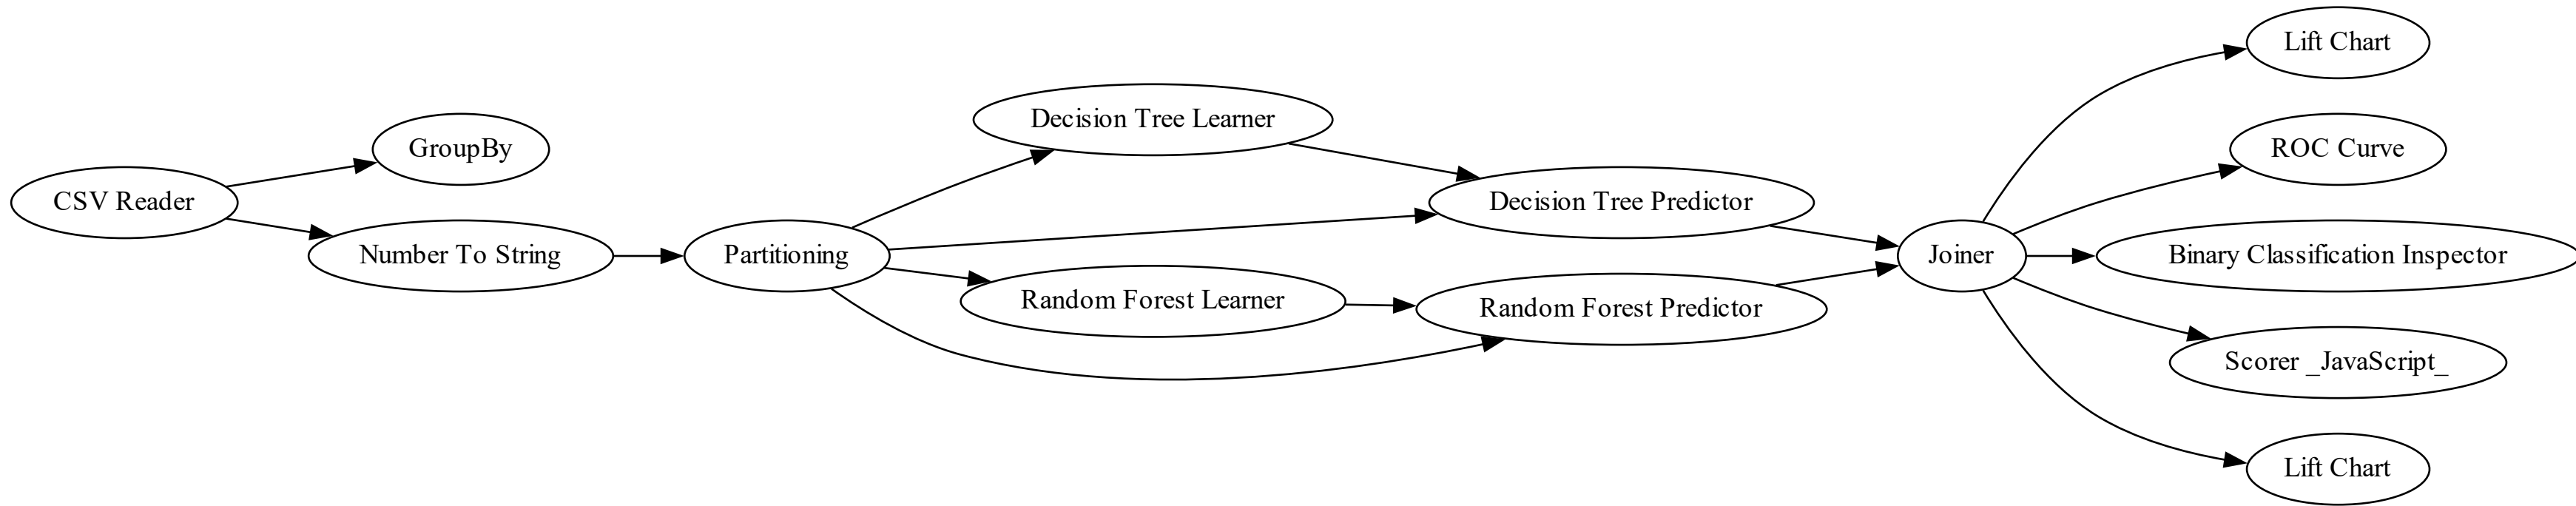 CSV Reader
GroupBy
Number To String
Partitioning
Decision Tree Learner
Random Forest Learner
Decision Tree Predictor
Random Forest Predictor
Joiner
Lift Chart
ROC Curve
Binary Classification Inspector
Scorer _JavaScript_
Lift Chart